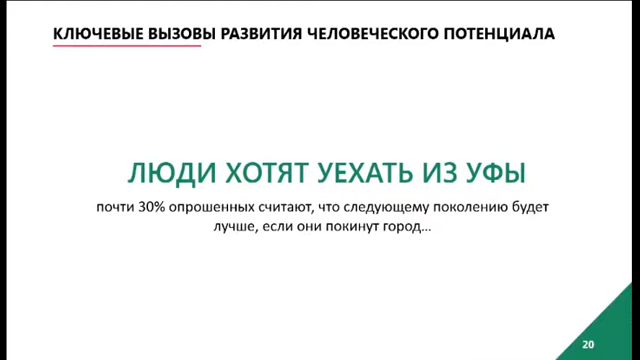 КЛЮЧЕВЫЕ ВЫЗОВЫ РАЗВИТИЯ ЧЕЛОВЕЧЕСКОГО ПОТЕНЦИАЛА
ЛЮДИ ХОТЯТ УЕХАТЬ ИЗ УФЫ
почти 30% опрошенных считают, что следующему поколению будет
лучше, если они покинут город...
20